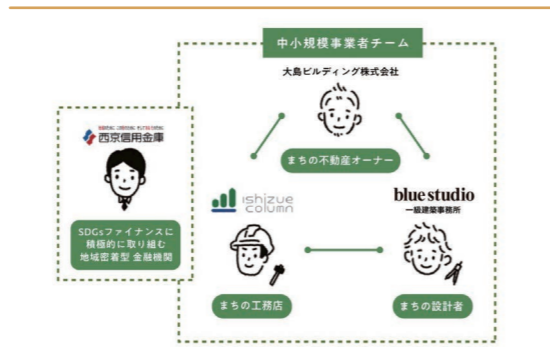 中小規模事業者チーム
大島ビルディング株式会社
まちの不動産オーナー
西京信用金庫
SDGsファイナンスに
積極的に取り組む
地域密着型 金融機関
ishizue
column
まちの工務店
blue studio
一級建築事務所
まちの設計者